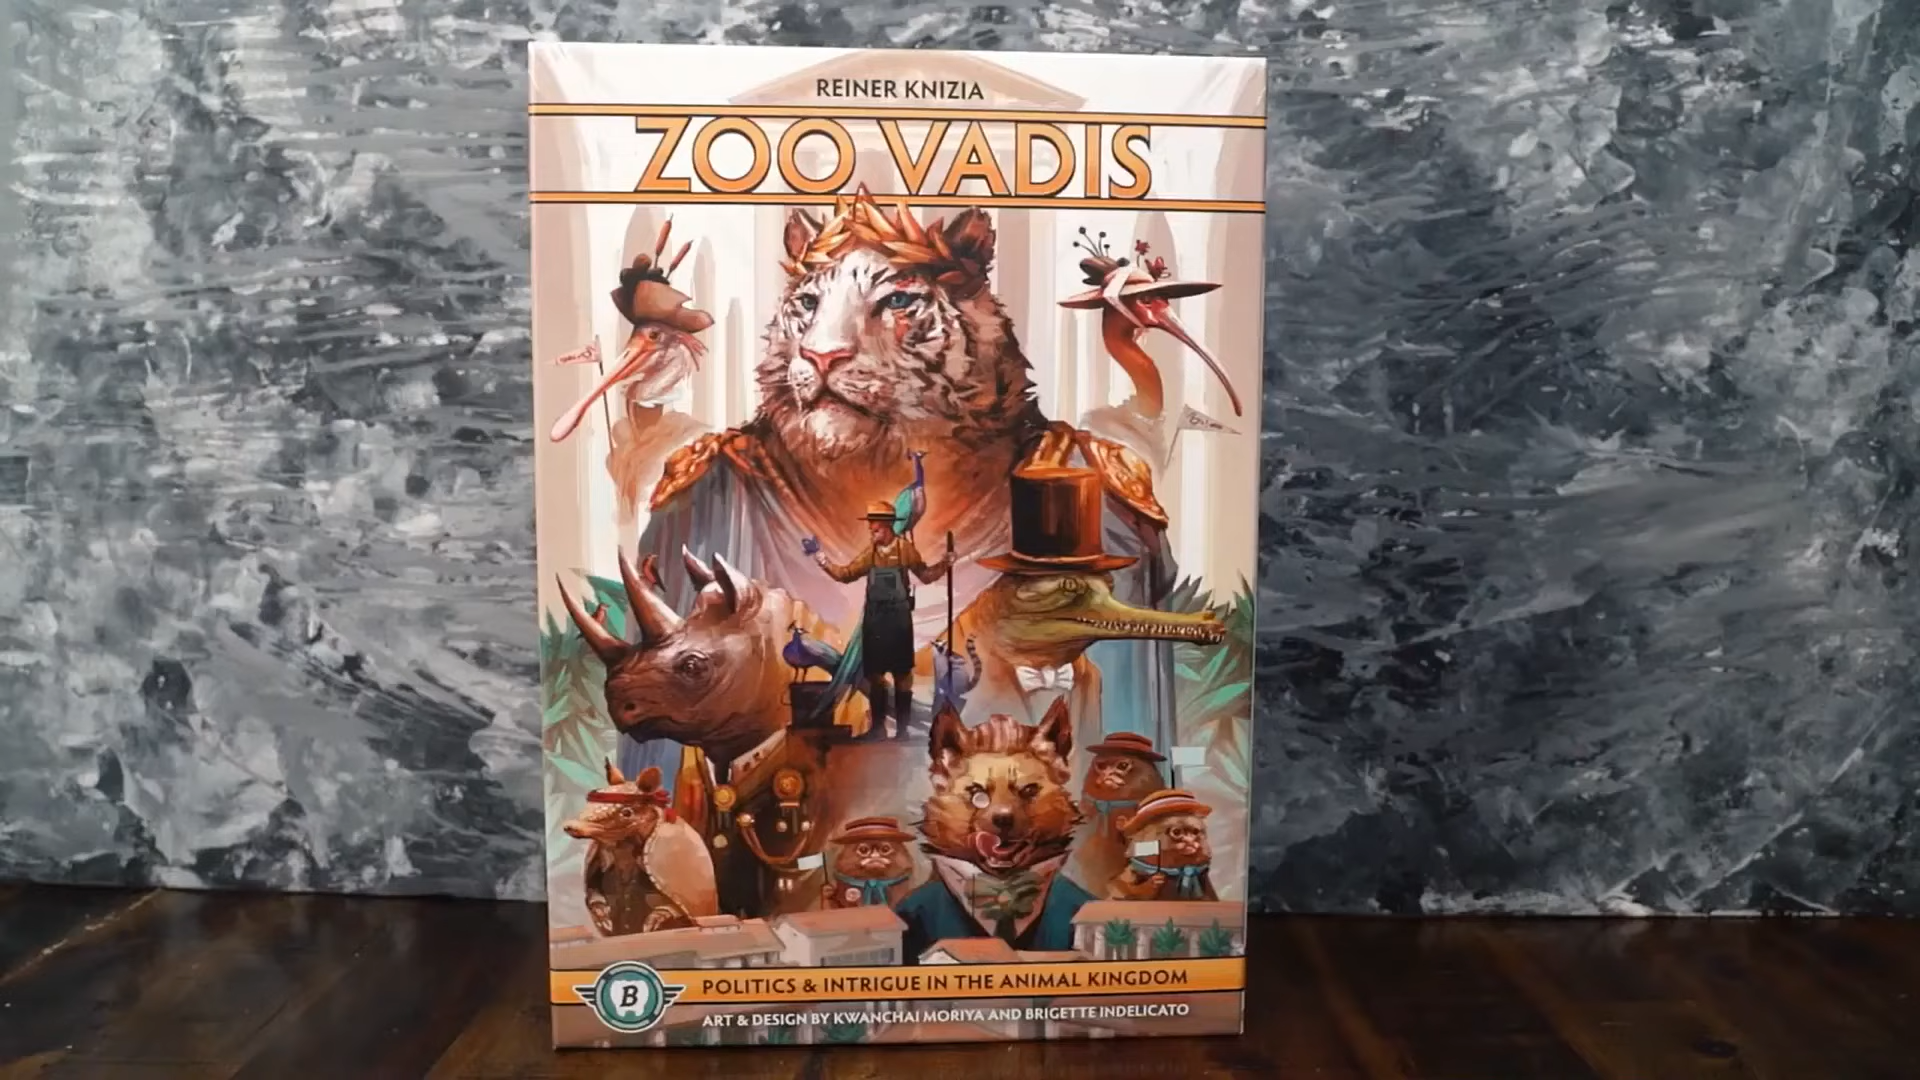 REINER KNIZIA
ZOO VADIS
POLITICS & INTRIGUE IN THE ANIMAL KINGDOM
B
ART & DESIGN BY KWANCHAI MORIYA AND BRIGETTE INDELICATO